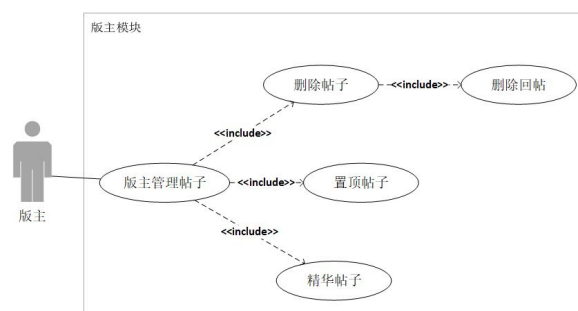 版主模块
删除帖子
<<include>>
删除回帖
<<include>>
版主管理帖子
<<include>>
置顶帖子
版主
<<include>>
精华帖子